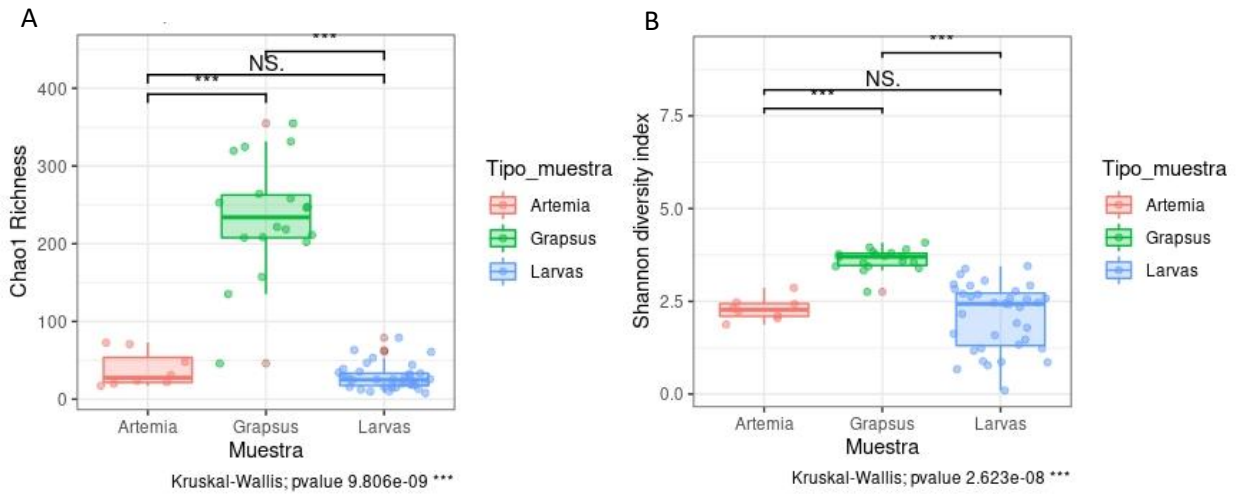 A
***
NS.
***
400
300
200
100
0
Chao1 Richness
Artemia
Grapsus
Larvas
Muestra
Kruskal-Wallis; pvalue 9.806e-09 ***
Tipo_muestra
Artemia
Grapsus
Larvas
B
***
NS.
***
7.5
5.0
2.5
0.0
Shannon diversity index
Artemia
Grapsus
Larvas
Muestra
Kruskal-Wallis; pvalue 2.623e-08 ***
Tipo_muestra
Artemia
Grapsus
Larvas